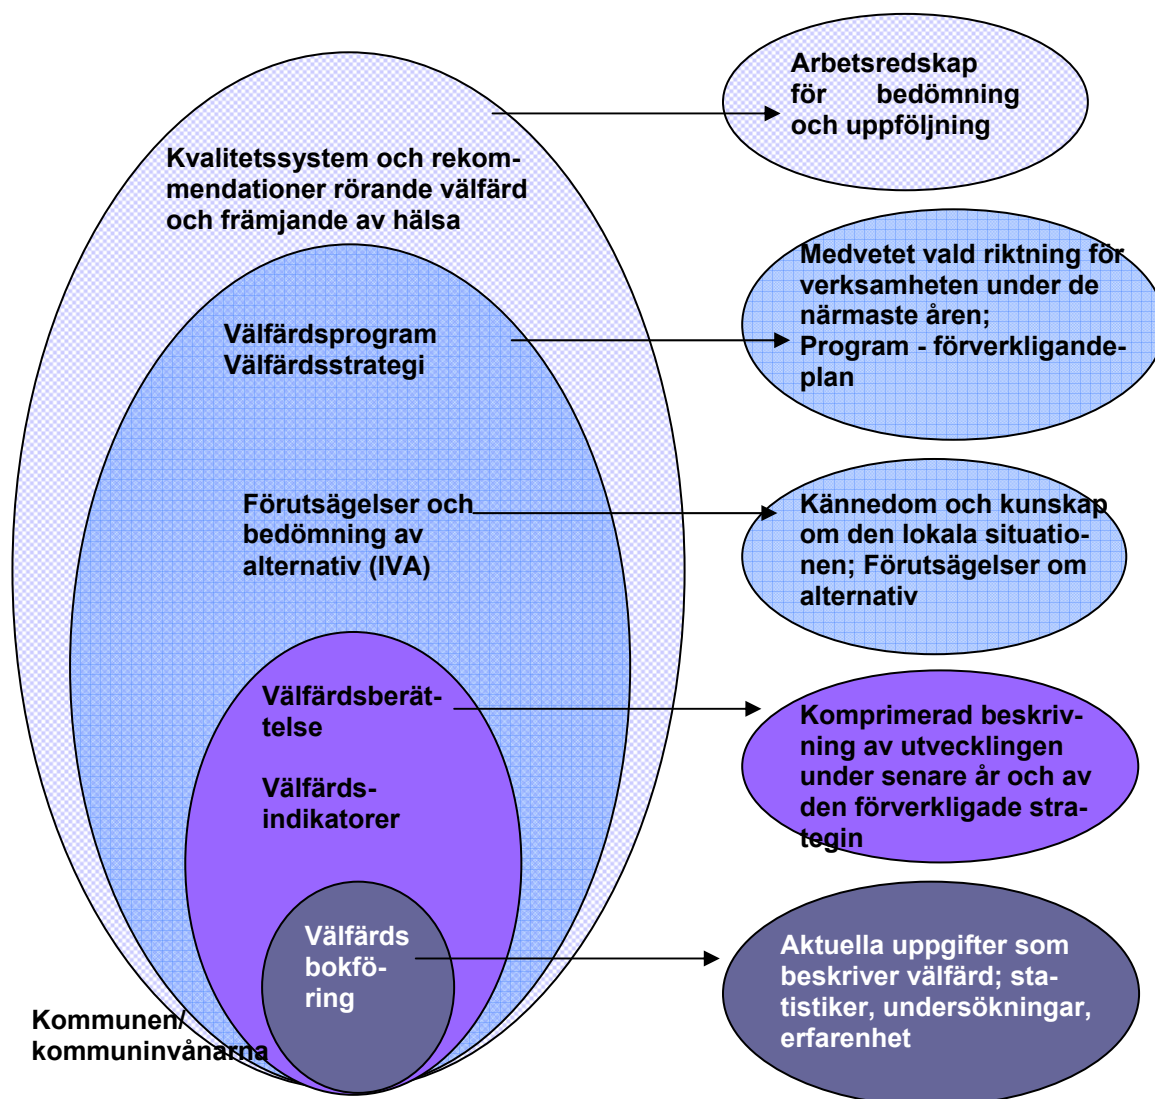 Arbetsredskap
för bedömning
och uppföljning
Kvalitetssystem och rekom-
mendationer rörande välfärd
och främjande av hälsa
Medvetet vald riktning för
verksamheten under de
närmaste åren;
Program - förverkligande-
plan
Välfärdsprogram
Välfärdsstrategi
Förutsägelser och
bedömning av
alternativ (IVA)
Kännedom och kunskap
om den lokala situatio-
nen; Förutsägelser om
alternativ
Välfärdsberät-
telse
Välfärds-
indikatorer
Komprimerad beskriv-
ning av utvecklingen
under senare år och av
den förverkligade stra-
tegin
Välfärds
bokfö-
ring
Aktuella uppgifter som
beskriver välfärd; sta-
tistiker, undersökningar,
erfarenhet
Kommunen/
kommuninvånarna